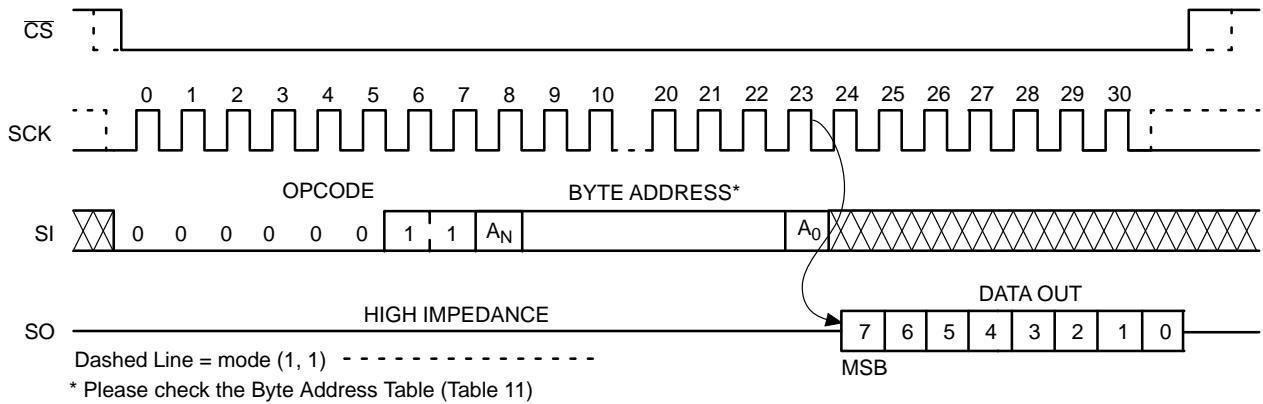 CS
0 1 2 3 4 5 6 7 8 9 10 20 21 22 23 24 25 26 27 28 29 30
SCK
OPCODE BYTE ADDRESS*
SI 0 0 0 0 0 0 1 1 AN A0
DATA OUT
HIGH IMPEDANCE
SO 7 6 5 4 3 2 1 0
Dashed Line = mode (1, 1) - - - - - - - - - - - - - - - -
MSB
* Please check the Byte Address Table (Table 11)